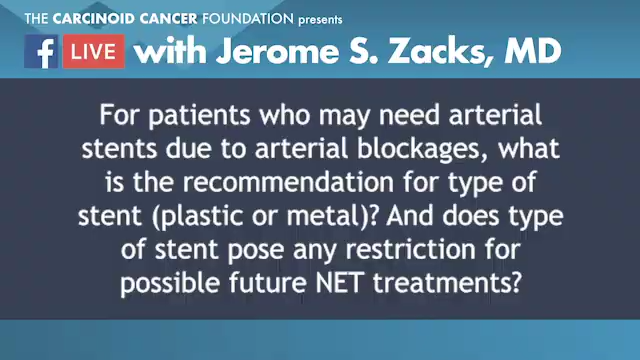 THE CARCINOID CANCER FOUNDATION presents
f LIVE with Jerome S. Zacks, MD
For patients who may need arterial
stents due to arterial blockages, what
is the recommendation for type of
stent (plastic or metal)? And does type
of stent pose any restriction for
possible future NET treatments?